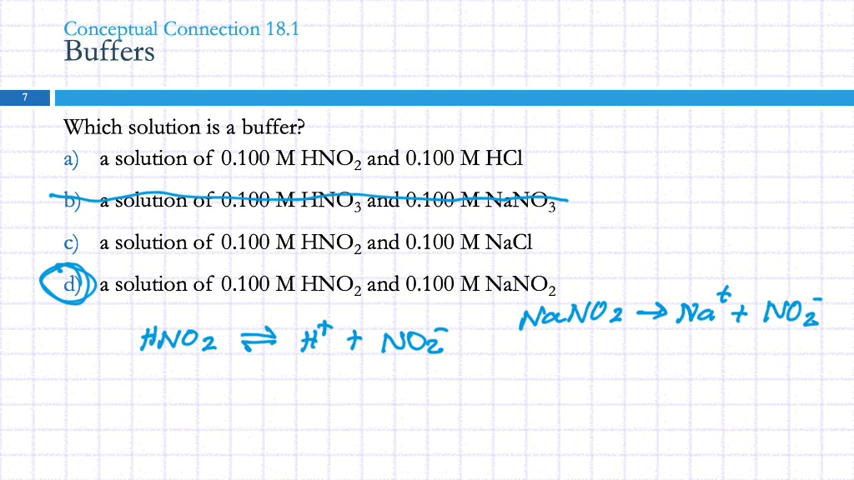 Conceptual Connection 18.1
Buffers
7
Which solution is a buffer?
a) a solution of 0.100 M HNO₂ and 0.100 M HCl
b) a solution of 0.100 M HNO₃ and 0.100 M NaNO₃
c) a solution of 0.100 M HNO₂ and 0.100 M NaCl
d) a solution of 0.100 M HNO₂ and 0.100 M NaNO₂
NaNO₂ → Na⁺ + NO₂⁻
HNO₂ ⇌ H⁺ + NO₂⁻